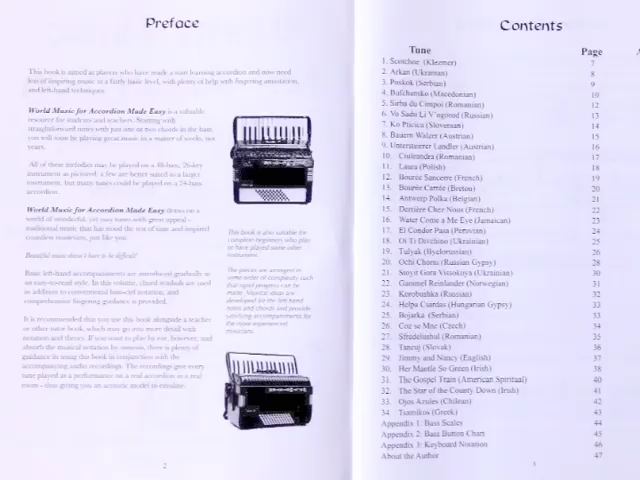 Preface
This book is aimed at players who have made a start learning accordion and now need
lots of inspiring music at a fairly basic level, with plenty of help with fingering annotation,
and left-hand techniques.
World Music for Accordion Made Easy is a valuable
resource for students and teachers. Starting with
straightforward tunes with just one or two chords in the bass,
you will soon be playing great music in a matter of weeks, not
years.
All of these melodies may be played on a 48-bass, 26-key
instrument as pictured; a few are better suited to a larger
instrument, but many tunes could be played on a 24-bass
accordion.
World Music for Accordion Made Easy
world of wonderful, yet easy tunes with great appeal –
traditional music that has stood the test of time and inspired
countless musicians, just like you.
Beautiful music doesn't have to be difficult!
Basic left-hand accompaniments are introduced gradually in
an easy-to-read style. In this volume, chord symbols are used
in addition to conventional bass-clef notation, and
comprehensive fingering guidance is provided.
It is recommended that you use this book alongside a teacher
or other tutor book, which may go into more detail with
notation and theory. If you want to play by ear, however, and
absorb the musical notation by osmosis, there is plenty of
guidance in using this book in conjunction with the
accompanying audio recordings. The recordings give every
tune played as a performance on a real accordion in a real
room – thus giving you an acoustic model to emulate.
This book is also suitable for
complete beginners who play
or have played some other
instrument.
The pieces are arranged in
some order of complexity such
that rapid progress can be
made. Voicings ideas are
developed for the left hand
notes and chords and provide
satisfying accompaniments for
the more experienced
musicians.
2
Contents
Tune Page
1. Scotchne (Klezmer) 7
2. Arkan (Ukranian) 8
3. Poskok (Serbian) 9
4. Bufchansko (Macedonian) 10
5. Sirba du Cimpoi (Romanian) 12
6. Vo Sadu Li V'ogorod (Russian) 13
7. Ko Pticica (Slovenian) 14
8. Bauern Walzer (Austrian) 15
9. Untersteirer Landler (Austrian) 16
10. Ciuleandra (Romanian) 17
11. Laura (Polish) 18
12. Bourée Sancerre (French) 19
13. Bourée Carrée (Breton) 20
14. Antwerp Polka (Belgian) 21
15. Derrière Chez Nous (French) 22
16. Water Come a Me Eye (Jamaican) 23
17. El Condor Pasa (Peruvian) 24
18. Oi Ti Divchino (Ukrainian) 25
19. Tulyak (Byelorussian) 26
20. Ochi Chorni (Russian Gypsy) 28
21. Stoyit Gora Vissokaya (Ukrainian) 30
22. Gammel Reinlander (Norwegian) 31
23. Korobushka (Russian) 32
24. Helpa Csardas (Hungarian Gypsy) 33
25. Bojarka (Serbian) 33
26. Coz se Mne (Czech) 34
27. Sfredelushul (Romanian) 35
28. Tancuj (Slovak) 36
29. Jimmy and Nancy (English) 37
30. Her Mantle So Green (Irish) 38
31. The Gospel Train (American Spiritual) 40
32. The Star of the County Down (Irish) 41
33. Ojos Azules (Chilean) 42
34. Tsamikos (Greek) 43
Appendix 1: Bass Scales 44
Appendix 2: Bass Button Chart 45
Appendix 3: Keyboard Notation 46
About the Author 47
3